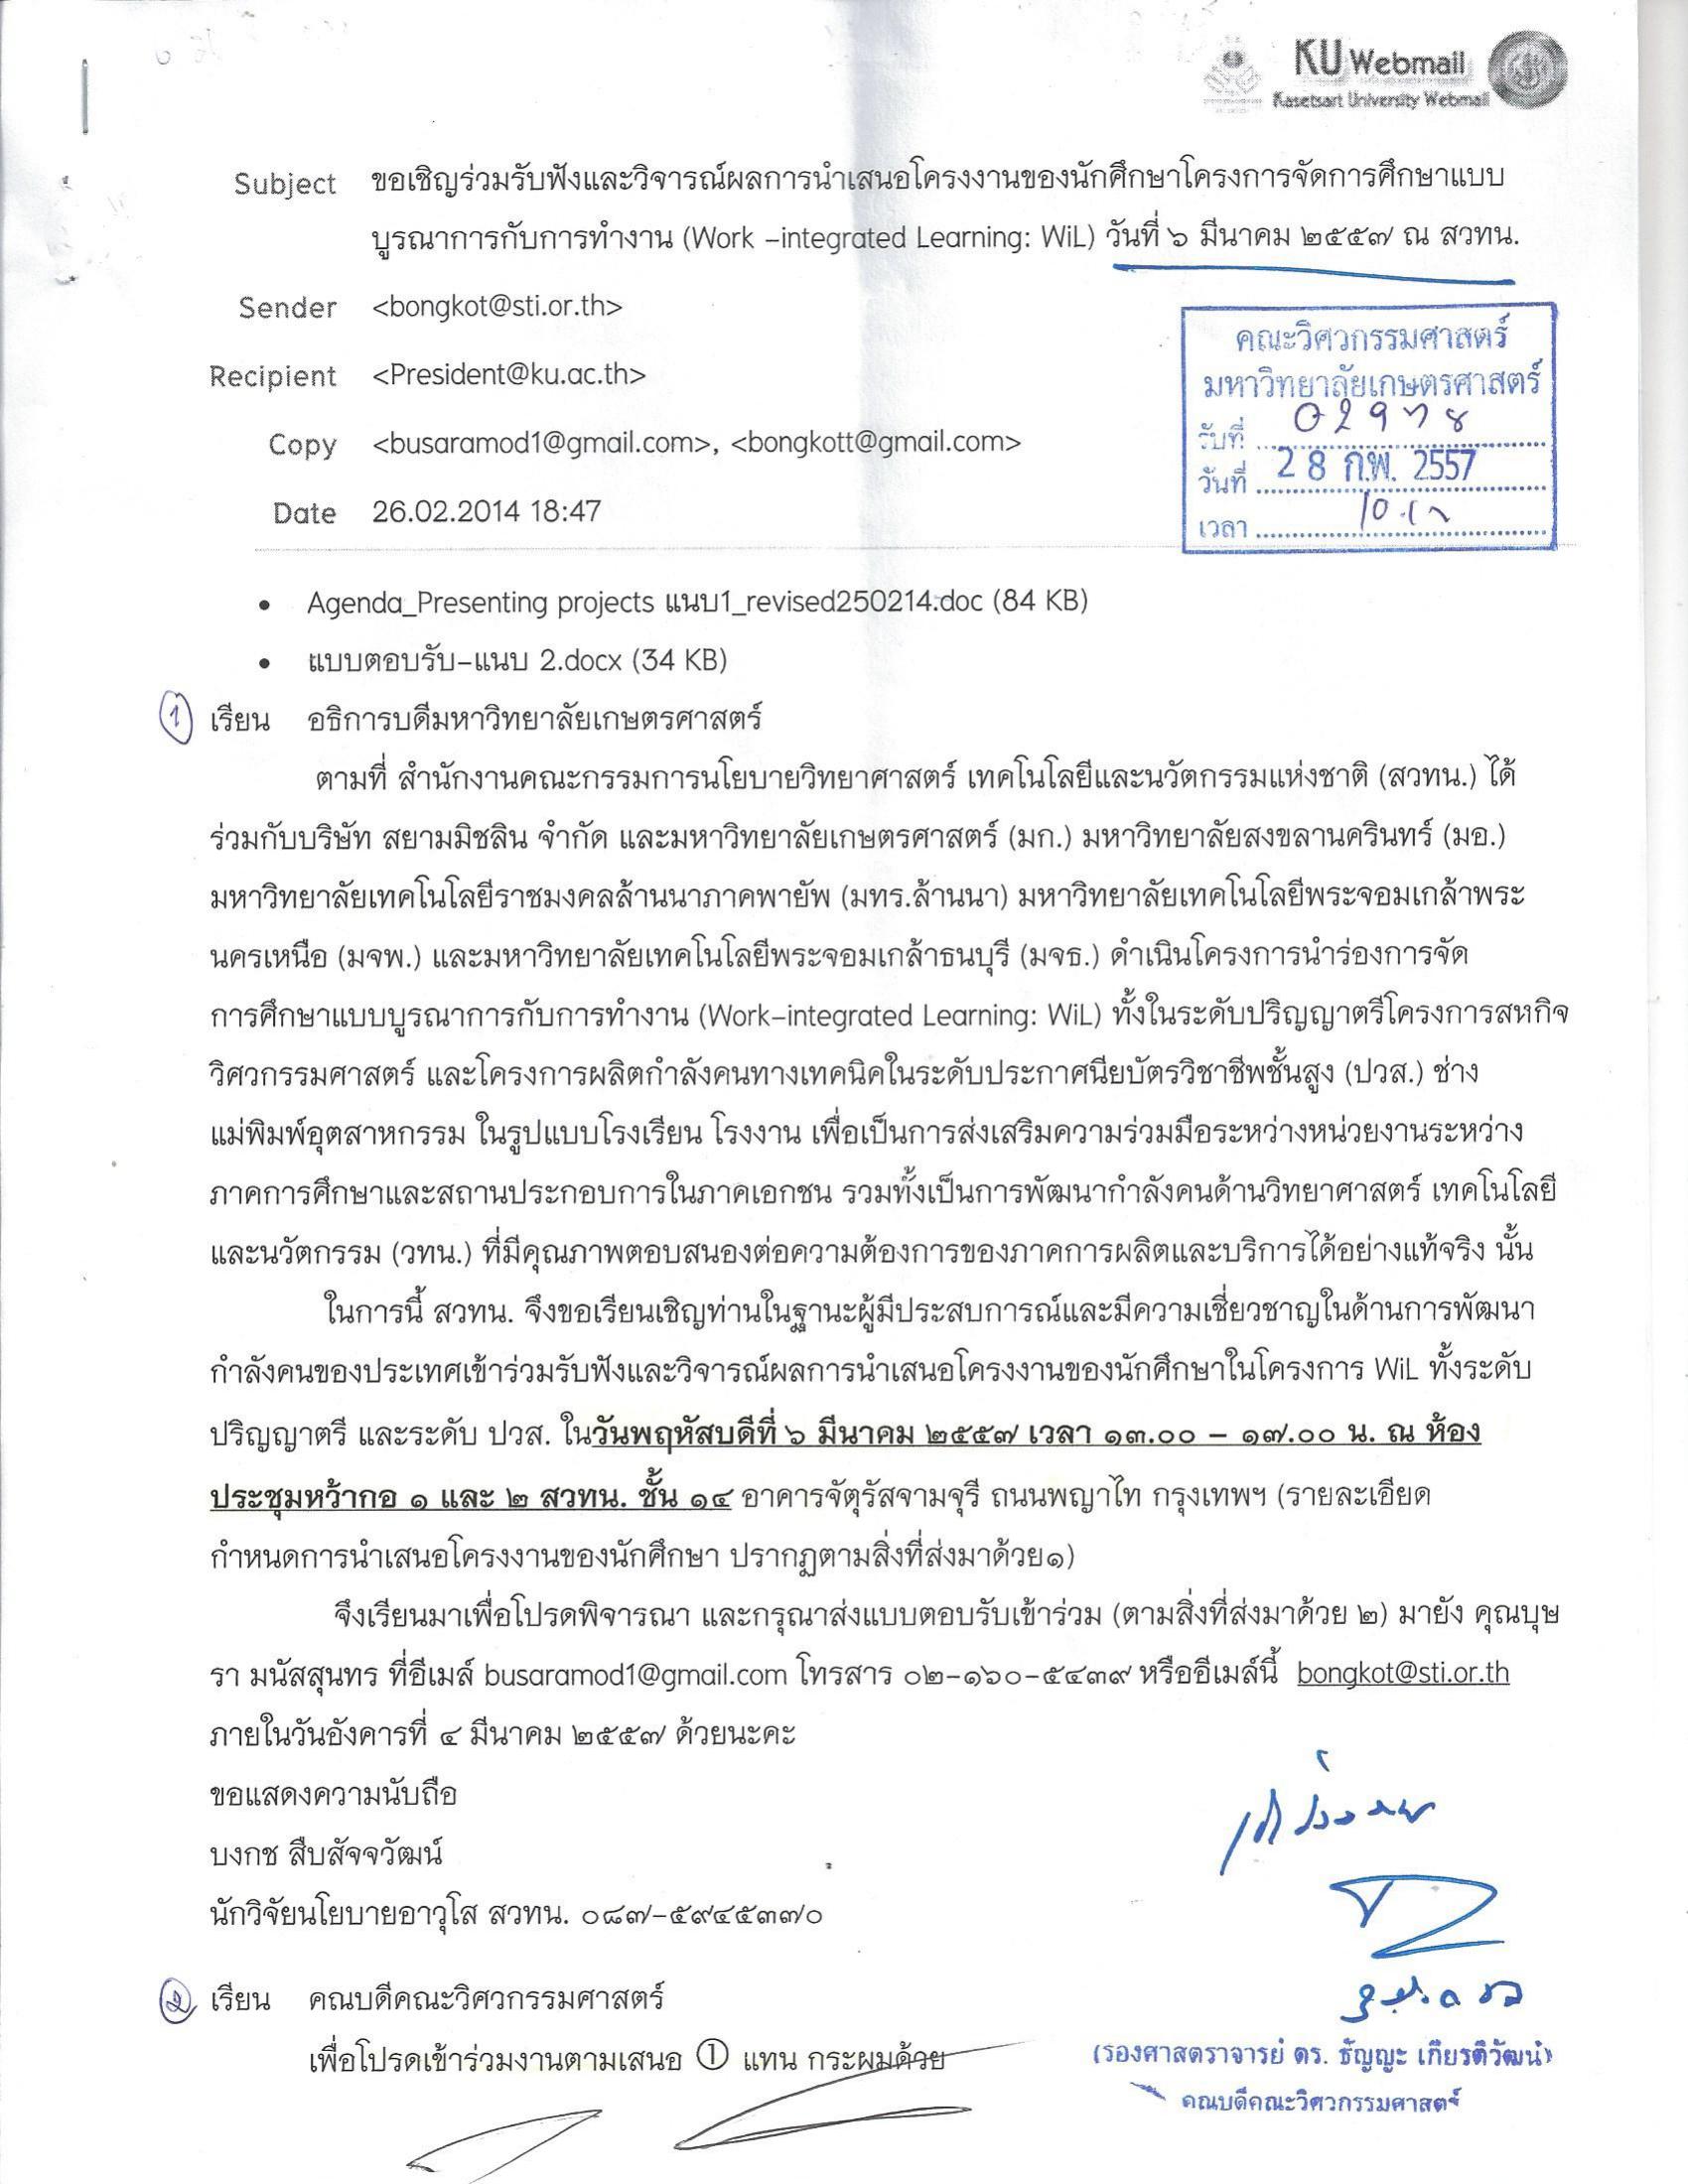 KU Webmail
Kasetsart University Webmail
Subject ขอเชิญร่วมรับฟังและวิจารณ์ผลการนำเสนอโครงงานของนักศึกษาโครงการจัดการศึกษาแบบ
บูรณาการกับการทำงาน (Work -integrated Learning: WiL) วันที่ ๖ มีนาคม ๒๕๕๗ ณ สวทน.
Sender <bongkot@sti.or.th>
Recipient <President@ku.ac.th>
Copy <busaramod1@gmail.com>, <bongkott@gmail.com>
Date 26.02.2014 18:47
คณะวิศวกรรมศาสตร์
มหาวิทยาลัยเกษตรศาสตร์
รับที่
วันที่ 28 ก.พ. 2557
เวลา
• Agenda_Presenting projects แนบ1_revised250214.doc (84 KB)
• แบบตอบรับ-แนบ 2.docx (34 KB)
1 เรียน อธิการบดีมหาวิทยาลัยเกษตรศาสตร์
ตามที่ สำนักงานคณะกรรมการนโยบายวิทยาศาสตร์ เทคโนโลยีและนวัตกรรมแห่งชาติ (สวทน.) ได้
ร่วมกับบริษัท สยามมิชลิน จำกัด และมหาวิทยาลัยเกษตรศาสตร์ (มก.) มหาวิทยาลัยสงขลานครินทร์ (มอ.)
มหาวิทยาลัยเทคโนโลยีราชมงคลล้านนาภาคพายัพ (มทร.ล้านนา) มหาวิทยาลัยเทคโนโลยีพระจอมเกล้าพระ
นครเหนือ (มจพ.) และมหาวิทยาลัยเทคโนโลยีพระจอมเกล้าธนบุรี (มจธ.) ดำเนินโครงการนำร่องการจัด
การศึกษาแบบบูรณาการกับการทำงาน (Work-integrated Learning: WiL) ทั้งในระดับปริญญาตรีโครงการสหกิจ
วิศวกรรมศาสตร์ และโครงการผลิตกำลังคนทางเทคนิคในระดับประกาศนียบัตรวิชาชีพชั้นสูง (ปวส.) ช่าง
แม่พิมพ์อุตสาหกรรม ในรูปแบบโรงเรียน โรงงาน เพื่อเป็นการส่งเสริมความร่วมมือระหว่างหน่วยงานระหว่าง
ภาคการศึกษาและสถานประกอบการในภาคเอกชน รวมทั้งเป็นการพัฒนากำลังคนด้านวิทยาศาสตร์ เทคโนโลยี
และนวัตกรรม (วทน.) ที่มีคุณภาพตอบสนองต่อความต้องการของภาคการผลิตและบริการได้อย่างแท้จริง นั้น
ในการนี้ สวทน. จึงขอเรียนเชิญท่านในฐานะผู้มีประสบการณ์และมีความเชี่ยวชาญในด้านการพัฒนา
กำลังคนของประเทศเข้าร่วมรับฟังและวิจารณ์ผลการนำเสนอโครงงานของนักศึกษาในโครงการ WiL ทั้งระดับ
ปริญญาตรี และระดับ ปวส. ในวันพฤหัสบดีที่ ๖ มีนาคม ๒๕๕๗ เวลา ๑๓.๐๐ - ๑๗.๐๐ น. ณ ห้อง
ประชุมหว้ากอ ๑ และ ๒ สวทน. ชั้น ๑๔ อาคารจัตุรัสจามจุรี ถนนพญาไท กรุงเทพฯ (รายละเอียด
กำหนดการนำเสนอโครงงานของนักศึกษา ปรากฏตามสิ่งที่ส่งมาด้วย๑)
จึงเรียนมาเพื่อโปรดพิจารณา และกรุณาส่งแบบตอบรับเข้าร่วม (ตามสิ่งที่ส่งมาด้วย ๒) มายัง คุณบุษ
รา มนัสสุนทร ที่อีเมล์ busaramod1@gmail.com โทรสาร ๐๒-๑๖๐-๕๔๓๙ หรืออีเมล์นี้ bongkot@sti.or.th
ภายในวันอังคารที่ ๔ มีนาคม ๒๕๕๗ ด้วยนะคะ
ขอแสดงความนับถือ
บงกช สืบสัจจวัฒน์
นักวิจัยนโยบายอาวุโส สวทน. ๐๘๗-๕๙๔๕๓๗๐
๒ เรียน คณบดีคณะวิศวกรรมศาสตร์
เพื่อโปรดเข้าร่วมงานตามเสนอ ① แทน กระผมด้วย
(รองศาสตราจารย์ ดร. ธัญญะ เกียรติวัฒน์)
คณบดีคณะวิศวกรรมศาสตร์